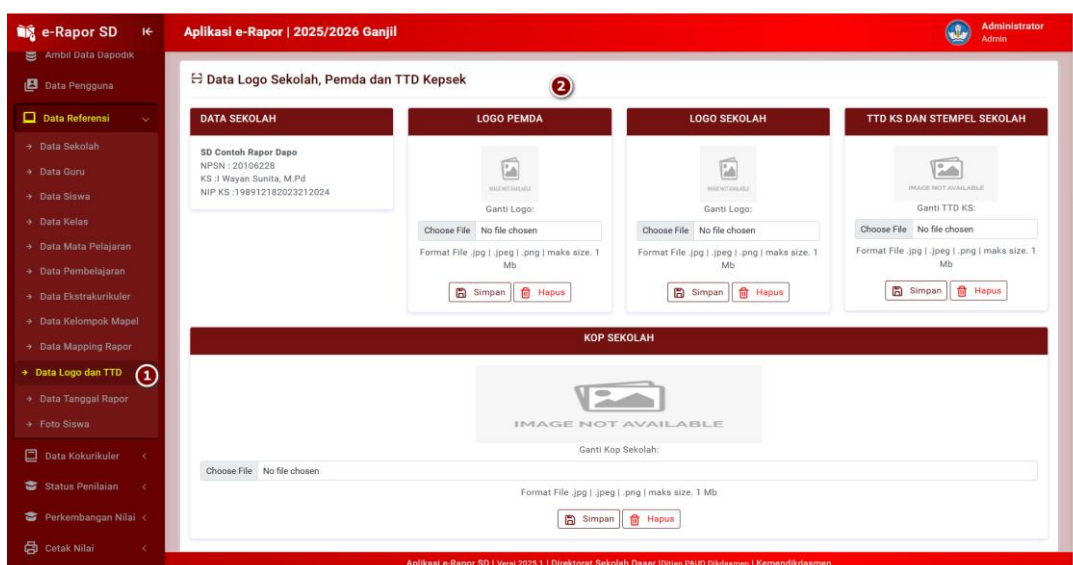 e-Rapor SD
Aplikasi e-Rapor | 2025/2026 Ganjil
Administrator
Admin
Ambil Data Dapodik
Data Pengguna
Data Referensi
Data Sekolah
Data Guru
Data Siswa
Data Kelas
Data Mata Pelajaran
Data Pembelajaran
Data Ekstrakurikuler
Data Kelompok Mapel
Data Mapping Rapor
Data Logo dan TTD
1
Data Tanggal Rapor
Foto Siswa
Data Kokurikuler
Status Penilaian
Perkembangan Nilai
Cetak Nilai
Data Logo Sekolah, Pemda dan TTD Kepsek
2
DATA SEKOLAH
SD Contoh Rapor Dapo
NPSN : 20106228
KS :I Wayan Sunita, M.Pd
NIP KS :198912182023212024
LOGO PEMDA
IMAGE NOT AVAILABLE
Ganti Logo:
Choose File No file chosen
Format File .jpg | .jpeg | .png | maks size. 1
Mb
Simpan Hapus
LOGO SEKOLAH
IMAGE NOT AVAILABLE
Ganti Logo:
Choose File No file chosen
Format File .jpg | .jpeg | .png | maks size. 1
Mb
Simpan Hapus
TTD KS DAN STEMPEL SEKOLAH
IMAGE NOT AVAILABLE
Ganti TTD KS:
Choose File No file chosen
Format File .jpg | .jpeg | .png | maks size. 1
Mb
Simpan Hapus
KOP SEKOLAH
IMAGE NOT AVAILABLE
Ganti Kop Sekolah:
Choose File No file chosen
Format File .jpg | .jpeg | .png | maks size. 1 Mb
Simpan Hapus
Aplikasi e-Rapor SD | Versi 2025.1 | Direktorat Sekolah Dasar |Ditjen PAUD Dikdasmen | Kemendikdasmen